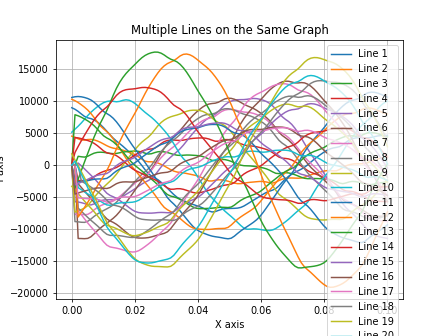 Multiple Lines on the Same Graph
15000
10000
5000
0
−5000
−10000
−15000
−20000
0.00
0.02
0.04
0.06
X axis
Line 1
Line 2
Line 3
Line 4
Line 5
Line 6
Line 7
Line 8
Line 9
Line 10
Line 11
Line 12
Line 13
Line 14
Line 15
Line 16
Line 17
Line 18
Line 19